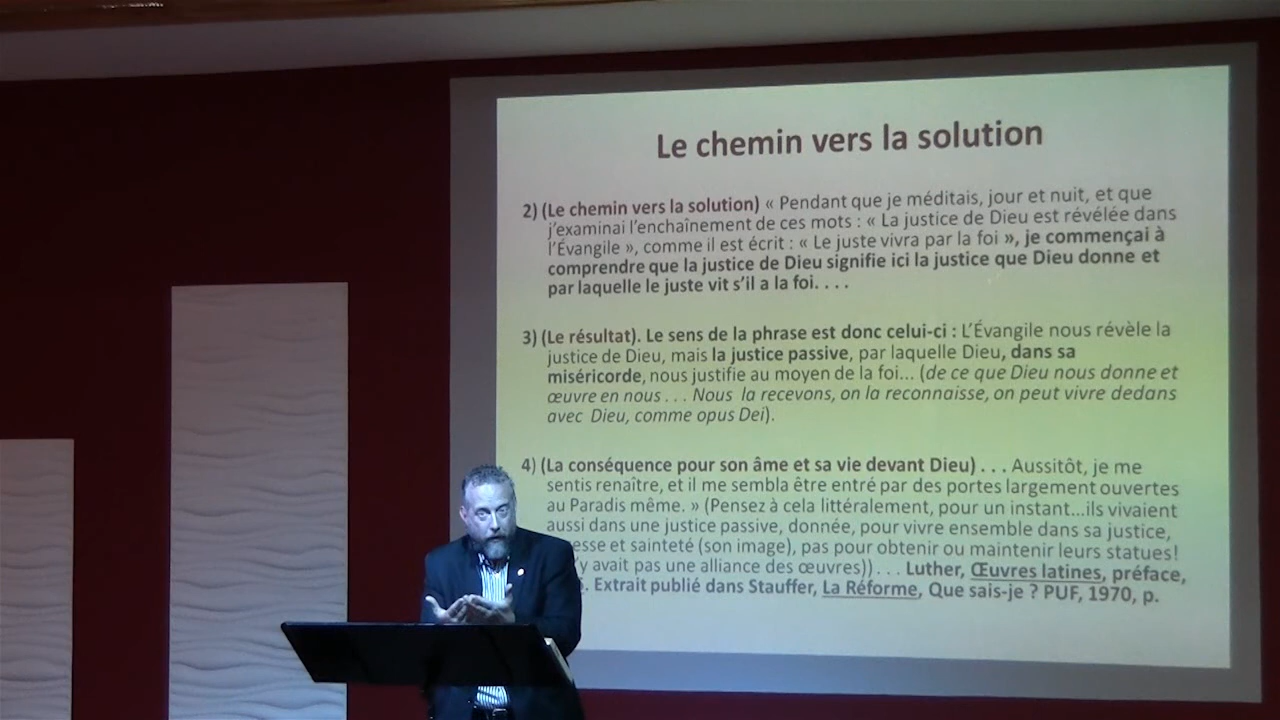 Le chemin vers la solution
2) (Le chemin vers la solution) « Pendant que je méditais, jour et nuit, et que
j’examinai l’enchaînement de ces mots : « La justice de Dieu est révélée dans
l’Évangile », comme il est écrit : « Le juste vivra par la foi », je commençai à
comprendre que la justice de Dieu signifie ici la justice que Dieu donne et
par laquelle le juste vit s’il a la foi. . . .
3) (Le résultat). Le sens de la phrase est donc celui-ci : L’Évangile nous révèle la
justice de Dieu, mais la justice passive, par laquelle Dieu, dans sa
miséricorde, nous justifie au moyen de la foi... (de ce que Dieu nous donne et
œuvre en nous . . . Nous la recevons, on la reconnaisse, on peut vivre dedans
avec Dieu, comme opus Dei).
4) (La conséquence pour son âme et sa vie devant Dieu) . . . Aussitôt, je me
sentis renaître, et il me sembla être entré par des portes largement ouvertes
au Paradis même. » (Pensez à cela littéralement, pour un instant...ils vivaient
aussi dans une justice passive, donnée, pour vivre ensemble dans sa justice,
esse et sainteté (son image), pas pour obtenir ou maintenir leurs statues!
y avait pas une alliance des œuvres)) . . . Luther, Œuvres latines, préface,
. Extrait publié dans Stauffer, La Réforme, Que sais-je ? PUF, 1970, p.